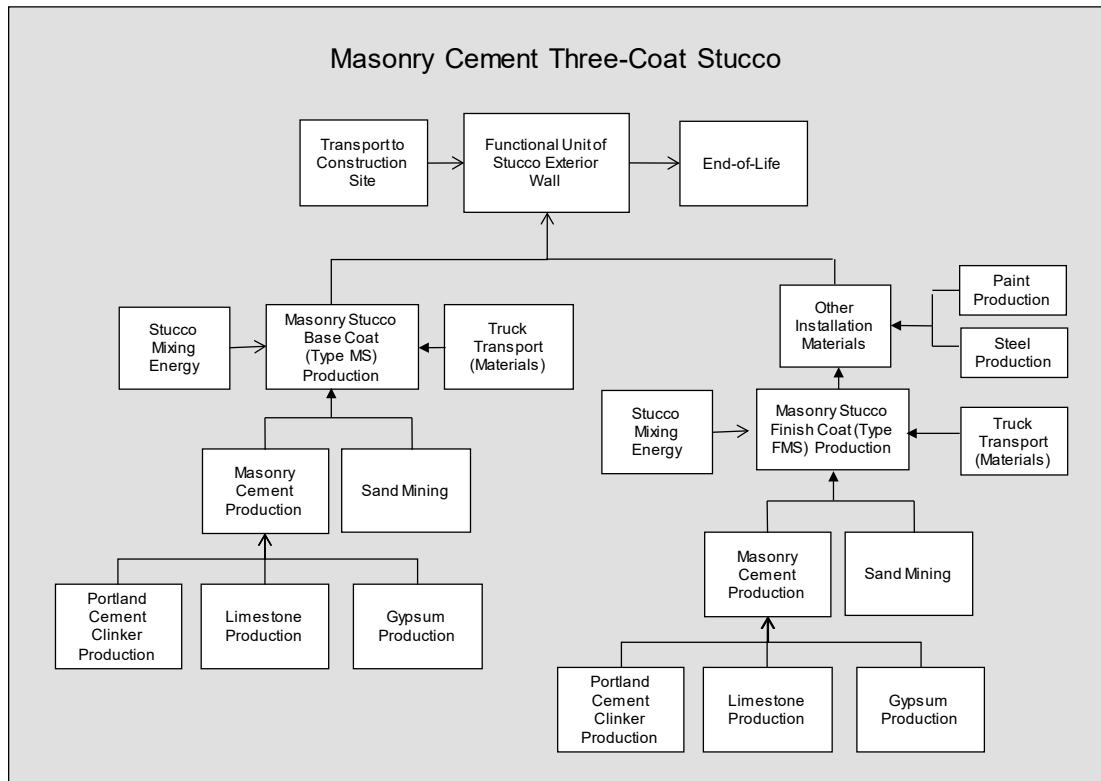 Masonry Cement Three-Coat Stucco
Transport to
Construction
Site
Functional Unit of
Stucco Exterior
Wall
End-of-Life
Stucco
Mixing
Energy
Masonry Stucco
Base Coat
(Type MS)
Production
Truck
Transport
(Materials)
Other
Installation
Materials
Paint
Production
Steel
Production
Stucco
Mixing
Energy
Masonry Stucco
Finish Coat (Type
FMS) Production
Truck
Transport
(Materials)
Masonry
Cement
Production
Sand Mining
Masonry
Cement
Production
Sand Mining
Portland
Cement
Clinker
Production
Limestone
Production
Gypsum
Production
Portland
Cement
Clinker
Production
Limestone
Production
Gypsum
Production